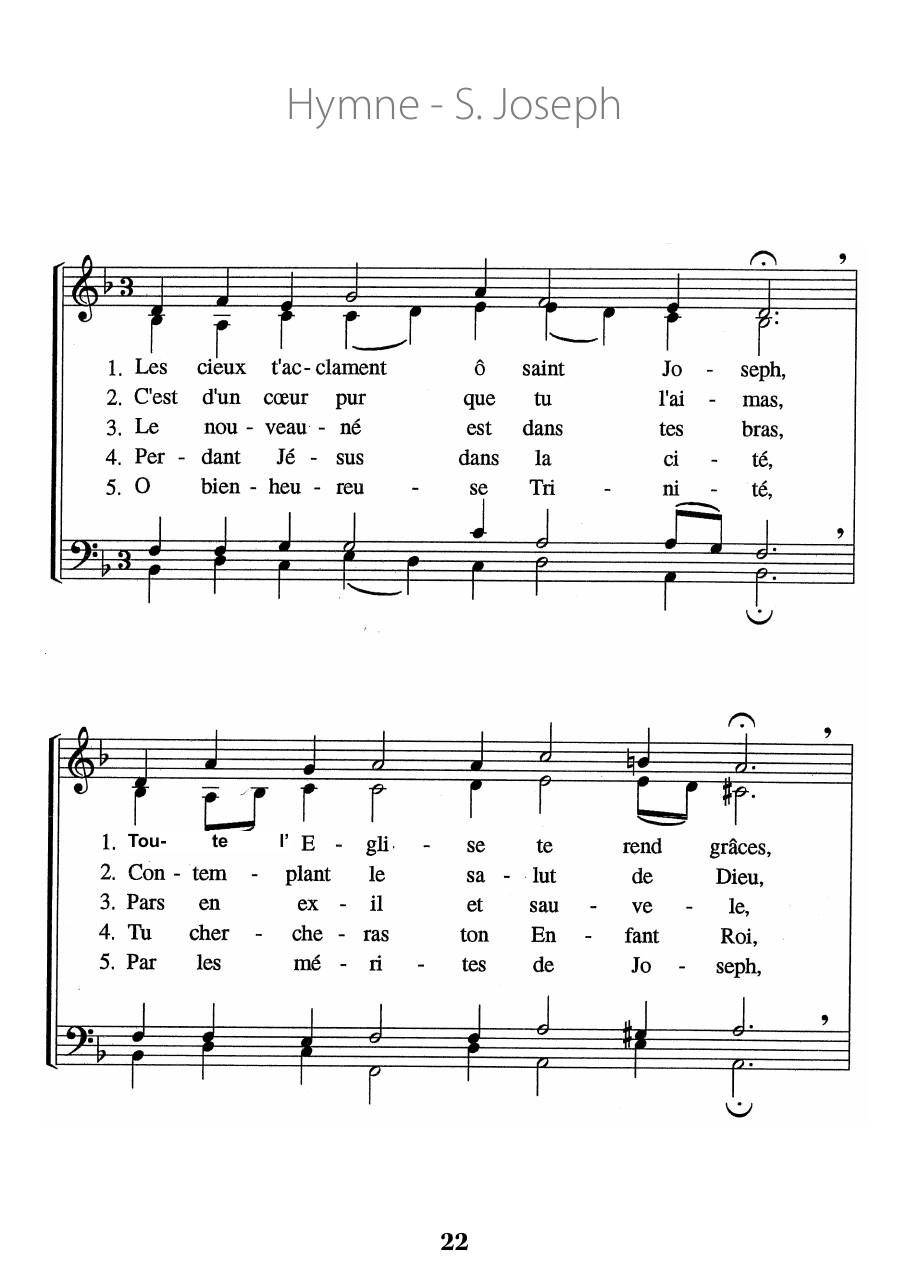 Hymne - S. Joseph
3
1. Les cieux t'ac-clament ô saint Jo - seph,
2. C'est d'un cœur pur que tu l'ai - mas,
3. Le nou - veau - né est dans tes bras,
4. Per - dant Jé - sus dans la ci - té,
5. O bien - heu - reu - se Tri - ni - té,
3
1. Tou- te l' E - gli - se te rend grâces,
2. Con - tem - plant le sa - lut de Dieu,
3. Pars en ex - il et sau - ve - le,
4. Tu cher - che - ras ton En - fant Roi,
5. Par les mé - ri - tes de Jo - seph,
22